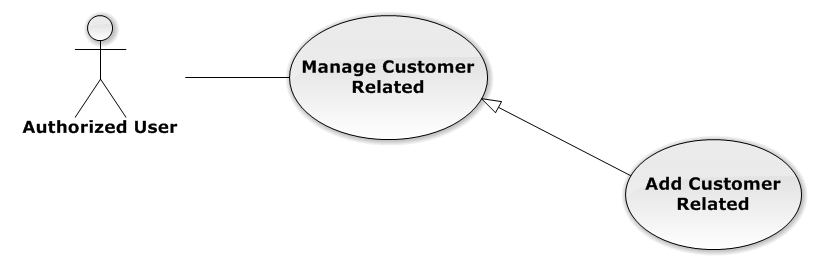 Manage Customer
Related
Authorized User
Add Customer
Related